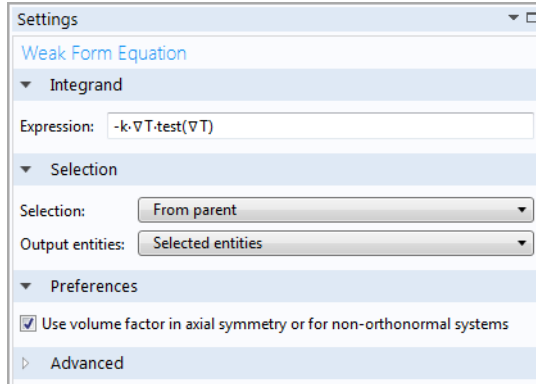 Settings
Weak Form Equation
Integrand
Expression: -k·∇T·test(∇T)
Selection
Selection: From parent
Output entities: Selected entities
Preferences
Use volume factor in axial symmetry or for non-orthonormal systems
Advanced